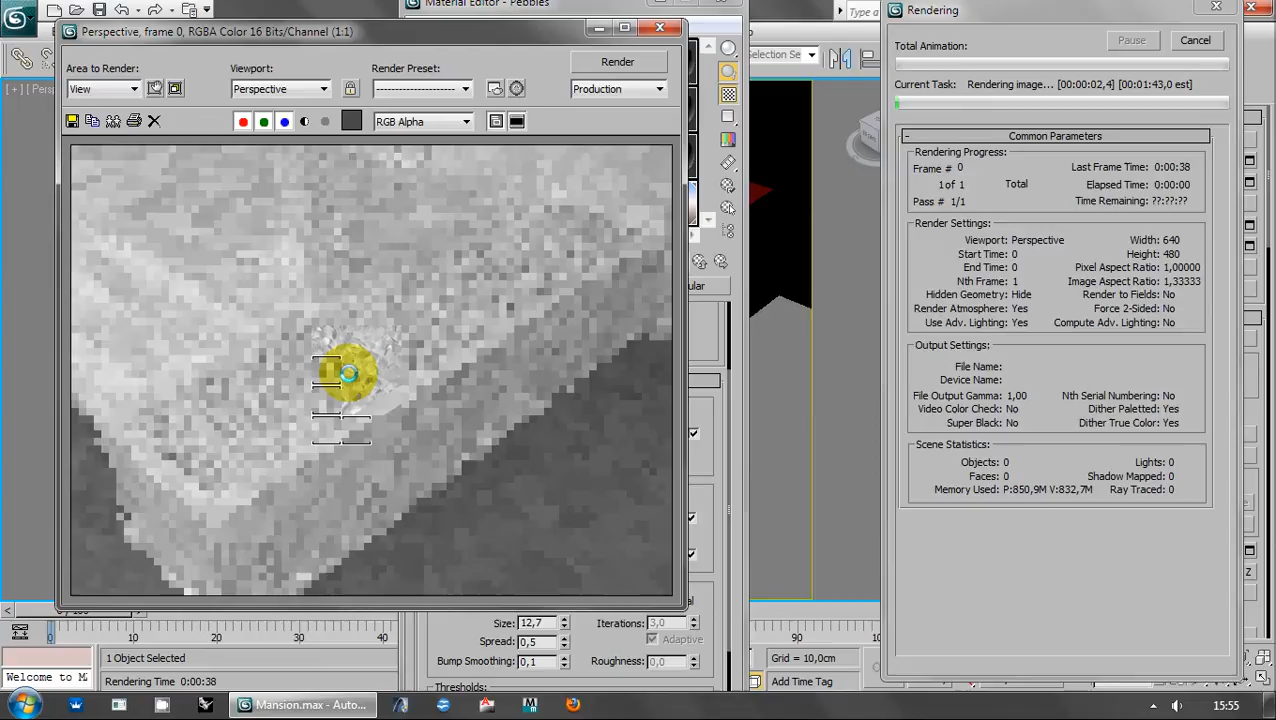 Material Editor - Pebbles
Type a
Rendering
Perspective, frame 0, RGBA Color 16 Bits/Channel (1:1)
Total Animation:
Pause
Cancel
Area to Render:
Viewport:
Render Preset:
Render
View
Perspective
Production
Current Task:
Rendering image... [00:00:02,4] [00:01:43,0 est]
RGB Alpha
Common Parameters
Rendering Progress:
Frame # 0
Last Frame Time: 0:00:38
1 of 1
Total
Elapsed Time: 0:00:00
Pass # 1/1
Time Remaining: ??:??:??
Render Settings:
Viewport: Perspective
Width: 640
Start Time: 0
Height: 480
End Time: 0
Pixel Aspect Ratio: 1,00000
Nth Frame: 1
Image Aspect Ratio: 1,33333
Hidden Geometry: Hide
Render to Fields: No
Render Atmosphere: Yes
Force 2-Sided: No
Use Adv. Lighting: Yes
Compute Adv. Lighting: No
Output Settings:
File Name:
Device Name:
File Output Gamma: 1,00
Nth Serial Numbering: No
Video Color Check: No
Dither Paletted: Yes
Super Black: No
Dither True Color: Yes
Scene Statistics:
Objects: 0
Lights: 0
Faces: 0
Shadow Mapped: 0
Memory Used: P:850,9M V:832,7M
Ray Traced: 0
Size: 12,7
Iterations: 3,0
Spread: 0,5
Adaptive
Bump Smoothing: 0,1
Roughness: 0,0
Thresholds:
0
10
20
30
40
90
1 Object Selected
Grid = 10,0cm
Welcome to M
Rendering Time 0:00:38
Add Time Tag
Mansion.max - Auto...
15:55